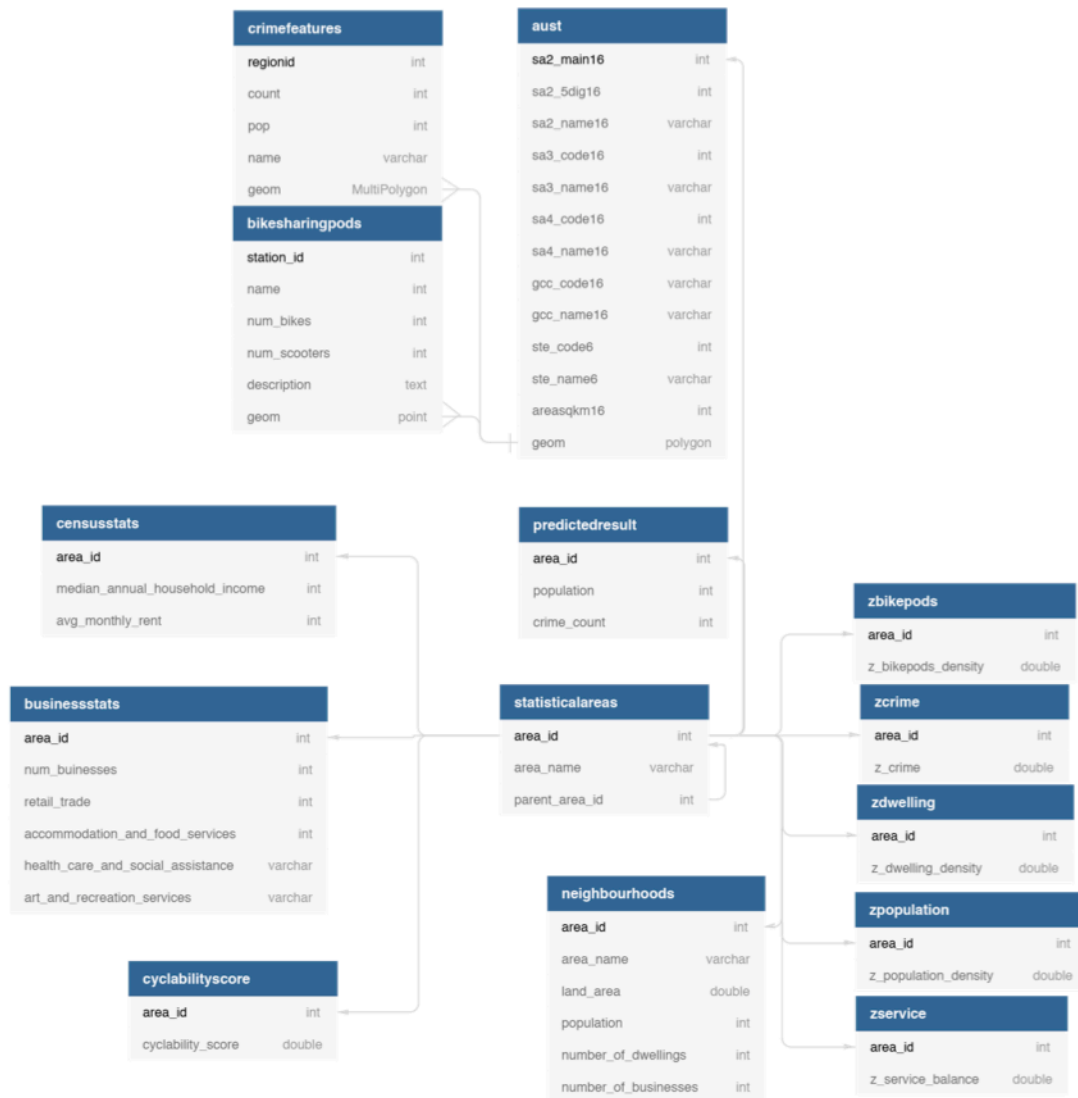 crimefeatures
regionid int
count int
pop int
name varchar
geom MultiPolygon
bikesharingpods
station_id int
name int
num_bikes int
num_scooters int
description text
geom point
aust
sa2_main16 int
sa2_5dig16 int
sa2_name16 varchar
sa3_code16 int
sa3_name16 varchar
sa4_code16 int
sa4_name16 varchar
gcc_code16 varchar
gcc_name16 varchar
ste_code6 int
ste_name6 varchar
areasqkm16 int
geom polygon
censusstats
area_id int
median_annual_household_income int
avg_monthly_rent int
predictedresult
area_id int
population int
crime_count int
businessstats
area_id int
num_buinesses int
retail_trade int
accommodation_and_food_services int
health_care_and_social_assistance varchar
art_and_recreation_services varchar
statisticalareas
area_id int
area_name varchar
parent_area_id int
zbikepods
area_id int
z_bikepods_density double
zcrime
area_id int
z_crime double
zdwelling
area_id int
z_dwelling_density double
zpopulation
area_id int
z_population_density double
zservice
area_id int
z_service_balance double
neighbourhoods
area_id int
area_name varchar
land_area double
population int
number_of_dwellings int
number_of_businesses int
cyclabilityscore
area_id int
cyclability_score double